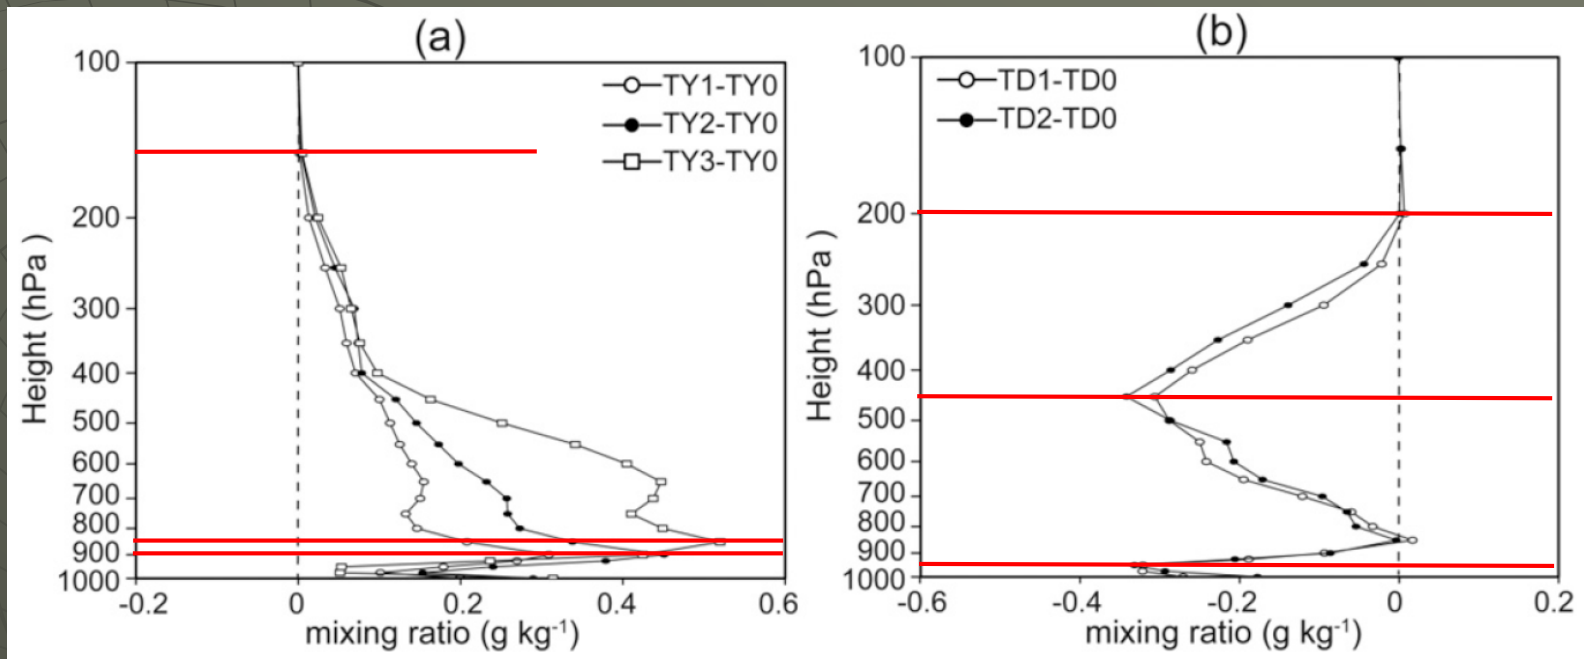 (a)
100
200
300
400
500
600
700
800
900
1000
Height (hPa )
-0.2
0
0.2
0.4
0.6
mixing ratio (g kg⁻¹)
TY1-TY0
TY2-TY0
TY3-TY0
(b)
100
200
300
400
500
600
700
800
900
1000
Height (hPa )
-0.6
-0.4
-0.2
0
0.2
mixing ratio (g kg⁻¹)
TD1-TD0
TD2-TD0